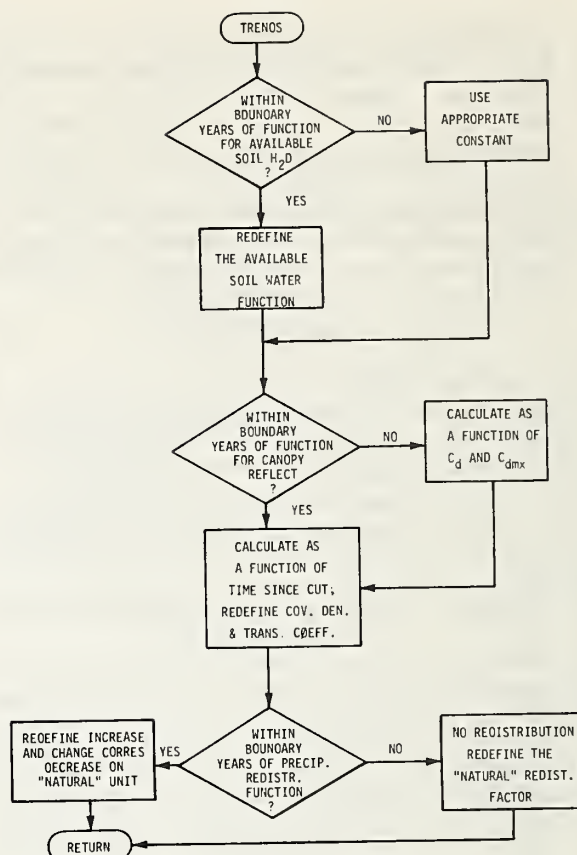 TRENOS
WITHIN
BOUNDARY
YEARS OF FUNCTION
FOR AVAILABLE
SOIL H2O
?
NO
USE
APPROPRIATE
CONSTANT
YES
REDEFINE
THE AVAILABLE
SOIL WATER
FUNCTION
WITHIN
BOUNDARY
YEARS OF FUNCTION
FOR CANOPY
REFLECT
?
NO
CALCULATE AS
A FUNCTION OF
Cd AND Cdmx
YES
CALCULATE AS
A FUNCTION OF
TIME SINCE CUT;
REDEFINE COV. DEN.
& TRANS. CØEFF.
REDEFINE INCREASE
AND CHANGE CORRES
DECREASE ON
"NATURAL" UNIT
YES
WITHIN
BOUNDARY
YEARS OF PRECIP.
REDISTR.
FUNCTION
?
NO
NO REDISTRIBUTION
REDEFINE THE
"NATURAL" REDIST.
FACTOR
RETURN